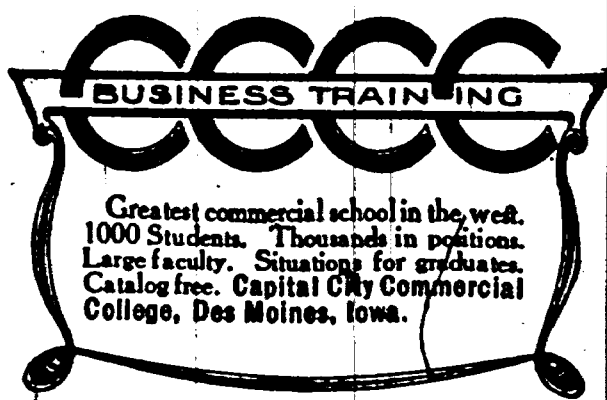 CCCC
BUSINESS TRAINING
Greatest commercial school in the west.
1000 Students. Thousands in positions.
Large faculty. Situations for graduates.
Catalog free. Capital City Commercial
College, Des Moines, Iowa.